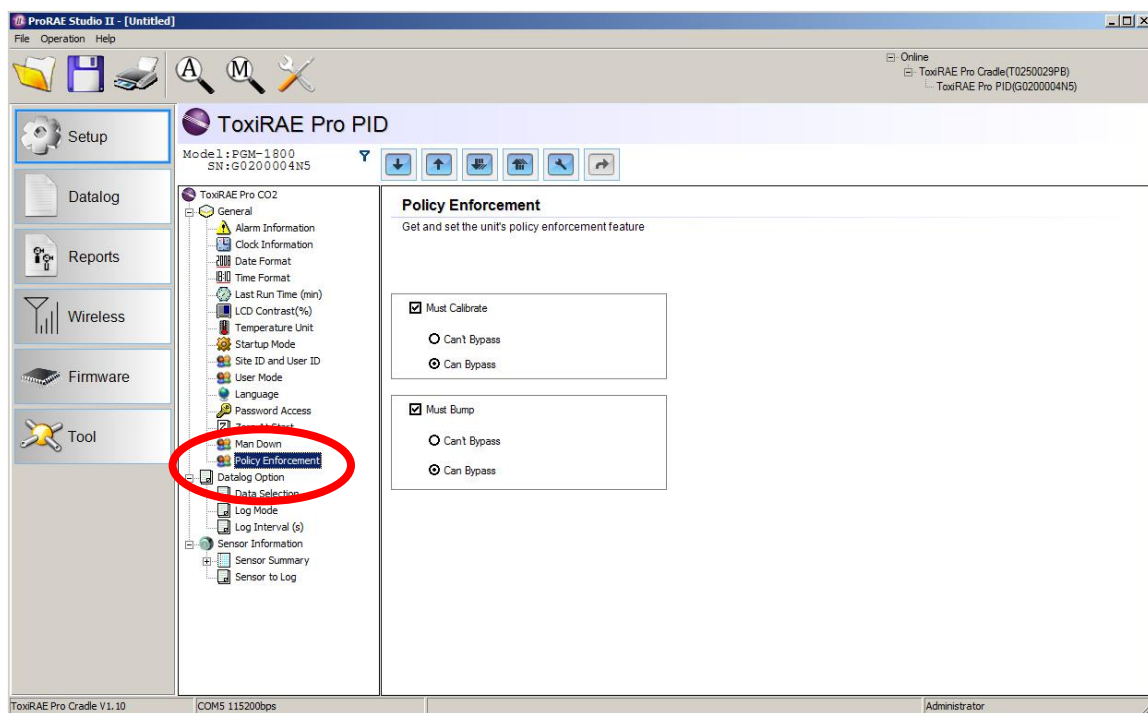 ProRAE Studio II - [Untitled]
File Operation Help
A M
Online
ToxiRAE Pro Cradle(T0250029PB)
ToxiRAE Pro PID(G0200004N5)
Setup
Datalog
Reports
Wireless
Firmware
Tool
ToxiRAE Pro PID
Model:PGM-1800
SN:G0200004N5
ToxiRAE Pro CO2
General
Alarm Information
Clock Information
Date Format
Time Format
Last Run Time (min)
LCD Contrast(%)
Temperature Unit
Startup Mode
Site ID and User ID
User Mode
Language
Password Access
Zero At Start
Man Down
Policy Enforcement
Datalog Option
Data Selection
Log Mode
Log Interval (s)
Sensor Information
Sensor Summary
Sensor to Log
Policy Enforcement
Get and set the unit's policy enforcement feature
Must Calibrate
Can't Bypass
Can Bypass
Must Bump
Can't Bypass
Can Bypass
ToxiRAE Pro Cradle V1.10
COM5 115200bps
Administrator